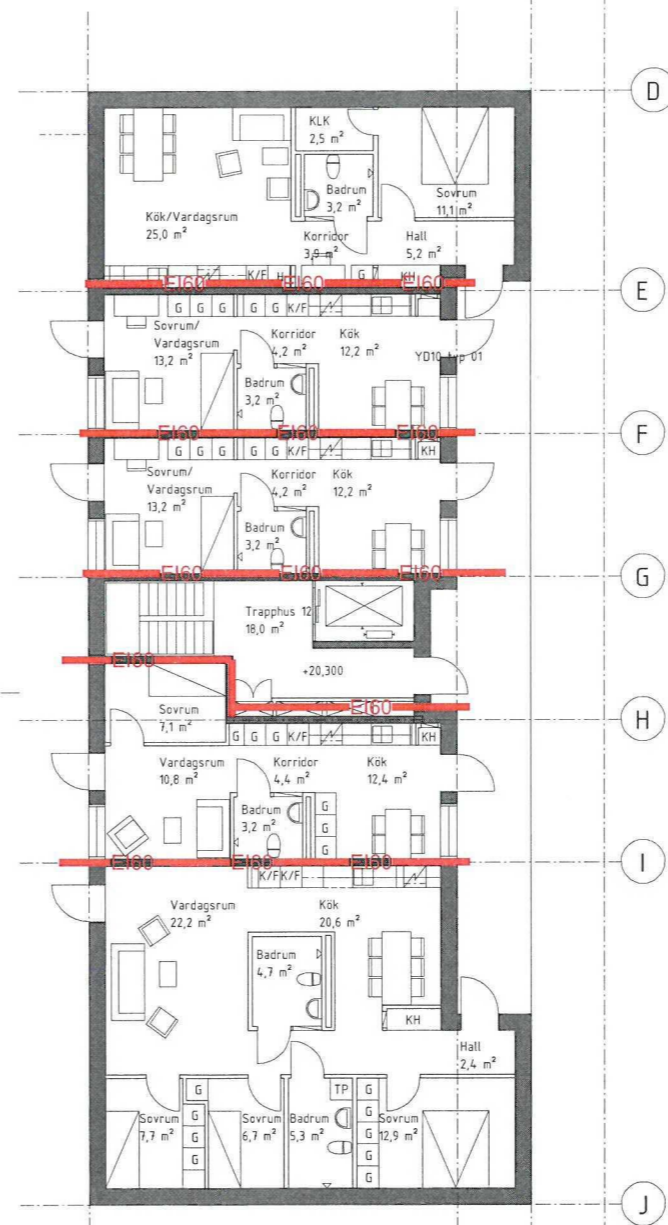 D
KLK
2,5 m²
Badrum
3,2 m²
Sovrum
11,1 m²
Kök/Vardagsrum
25,0 m²
Korridor
3,9 m²
Hall
5,2 m²
K/F H G KH
EI60 EI60 EI60
E
G G G G G K/F
Sovrum/
Vardagsrum
13,2 m²
Korridor
4,2 m²
Kök
12,2 m²
YD10 typ 01
Badrum
3,2 m²
EI60 EI60 EI60
F
G G G G G K/F KH
Sovrum/
Vardagsrum
13,2 m²
Korridor
4,2 m²
Kök
12,2 m²
Badrum
3,2 m²
EI60 EI60 EI60
G
Trapphus 12
18,0 m²
+20,300
EI60
EI60
Sovrum
7,1 m²
H
G G G K/F KH
Vardagsrum
10,8 m²
Korridor
4,4 m²
Kök
12,4 m²
Badrum
3,2 m²
G
G
G
EI60 EI60 EI60
I
K/F K/F
Vardagsrum
22,2 m²
Kök
20,6 m²
Badrum
4,7 m²
KH
Hall
2,4 m²
G TP G
Sovrum
7,7 m²
G
G
G
G
Sovrum
6,7 m²
Badrum
5,3 m²
G
G
G
G
Sovrum
12,9 m²
J